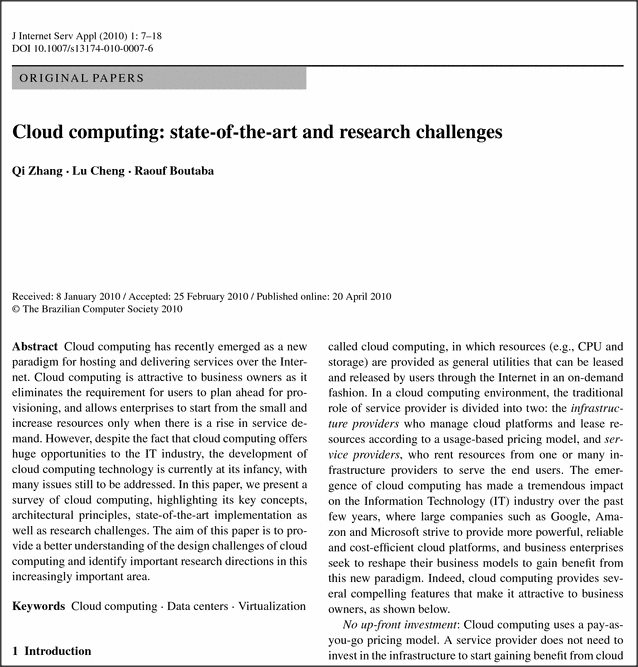 J Internet Serv Appl (2010) 1: 7–18
DOI 10.1007/s13174-010-0007-6
ORIGINAL PAPERS
Cloud computing: state-of-the-art and research challenges
Qi Zhang · Lu Cheng · Raouf Boutaba
Received: 8 January 2010 / Accepted: 25 February 2010 / Published online: 20 April 2010
© The Brazilian Computer Society 2010
Abstract Cloud computing has recently emerged as a new
paradigm for hosting and delivering services over the Inter-
net. Cloud computing is attractive to business owners as it
eliminates the requirement for users to plan ahead for pro-
visioning, and allows enterprises to start from the small and
increase resources only when there is a rise in service de-
mand. However, despite the fact that cloud computing offers
huge opportunities to the IT industry, the development of
cloud computing technology is currently at its infancy, with
many issues still to be addressed. In this paper, we present a
survey of cloud computing, highlighting its key concepts,
architectural principles, state-of-the-art implementation as
well as research challenges. The aim of this paper is to pro-
vide a better understanding of the design challenges of cloud
computing and identify important research directions in this
increasingly important area.
Keywords Cloud computing · Data centers · Virtualization
1 Introduction
called cloud computing, in which resources (e.g., CPU and
storage) are provided as general utilities that can be leased
and released by users through the Internet in an on-demand
fashion. In a cloud computing environment, the traditional
role of service provider is divided into two: the infrastruc-
ture providers who manage cloud platforms and lease re-
sources according to a usage-based pricing model, and ser-
vice providers, who rent resources from one or many in-
frastructure providers to serve the end users. The emer-
gence of cloud computing has made a tremendous impact
on the Information Technology (IT) industry over the past
few years, where large companies such as Google, Ama-
zon and Microsoft strive to provide more powerful, reliable
and cost-efficient cloud platforms, and business enterprises
seek to reshape their business models to gain benefit from
this new paradigm. Indeed, cloud computing provides sev-
eral compelling features that make it attractive to business
owners, as shown below.
No up-front investment: Cloud computing uses a pay-as-
you-go pricing model. A service provider does not need to
invest in the infrastructure to start gaining benefit from cloud